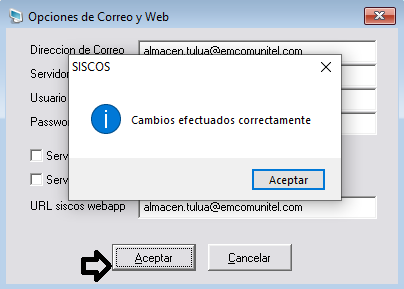 Opciones de Correo y Web
Direccion de Correo
almacen.tulua@emcomunitel.com
SISCOS
Servidor
Usuario
Passwo
Cambios efectuados correctamente
Serv
Serv
Aceptar
URL siscos webapp
almacen.tulua@emcomunitel.com
Aceptar
Cancelar